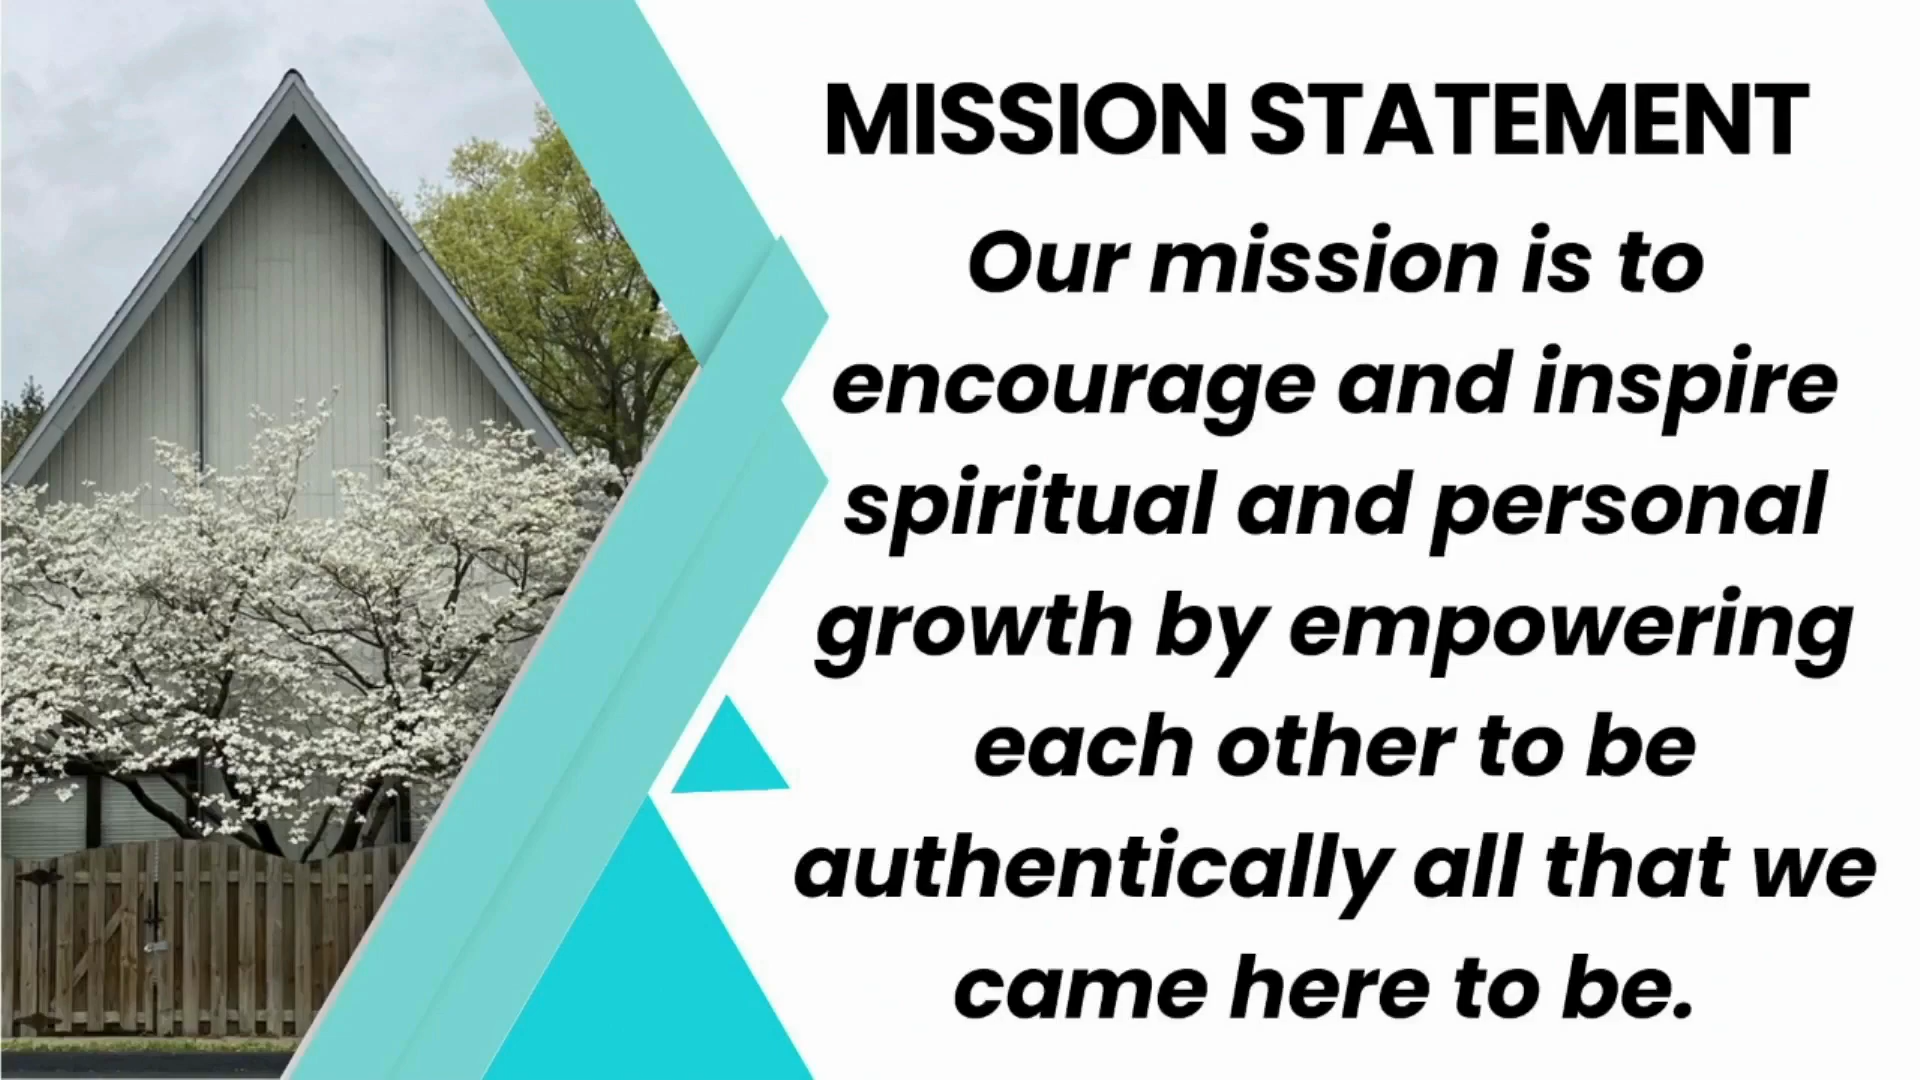 MISSION STATEMENT
Our mission is to
encourage and inspire
spiritual and personal
growth by empowering
each other to be
authentically all that we
came here to be.